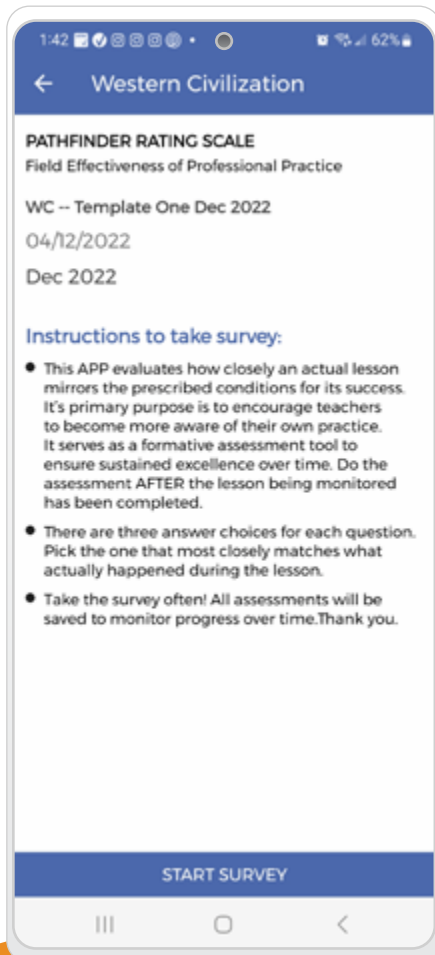 1:42
62%
Western Civilization
PATHFINDER RATING SCALE
Field Effectiveness of Professional Practice
WC -- Template One Dec 2022
04/12/2022
Dec 2022
Instructions to take survey:
• This APP evaluates how closely an actual lesson
mirrors the prescribed conditions for its success.
It's primary purpose is to encourage teachers
to become more aware of their own practice.
It serves as a formative assessment tool to
ensure sustained excellence over time. Do the
assessment AFTER the lesson being monitored
has been completed.
• There are three answer choices for each question.
Pick the one that most closely matches what
actually happened during the lesson.
• Take the survey often! All assessments will be
saved to monitor progress over time.Thank you.
START SURVEY